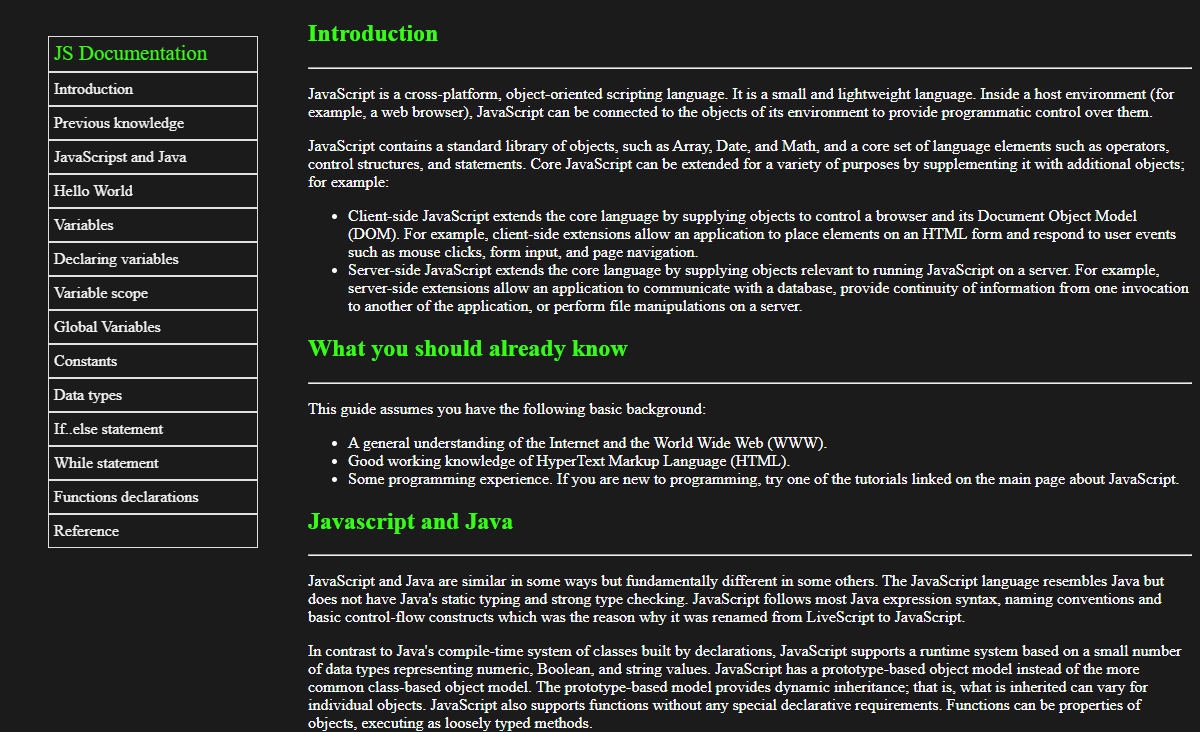 JS Documentation
Introduction
Previous knowledge
JavaScripst and Java
Hello World
Variables
Declaring variables
Variable scope
Global Variables
Constants
Data types
If..else statement
While statement
Functions declarations
Reference
Introduction
JavaScript is a cross-platform, object-oriented scripting language. It is a small and lightweight language. Inside a host environment (for
example, a web browser), JavaScript can be connected to the objects of its environment to provide programmatic control over them.
JavaScript contains a standard library of objects, such as Array, Date, and Math, and a core set of language elements such as operators,
control structures, and statements. Core JavaScript can be extended for a variety of purposes by supplementing it with additional objects;
for example:
• Client-side JavaScript extends the core language by supplying objects to control a browser and its Document Object Model
(DOM). For example, client-side extensions allow an application to place elements on an HTML form and respond to user events
such as mouse clicks, form input, and page navigation.
• Server-side JavaScript extends the core language by supplying objects relevant to running JavaScript on a server. For example,
server-side extensions allow an application to communicate with a database, provide continuity of information from one invocation
to another of the application, or perform file manipulations on a server.
What you should already know
This guide assumes you have the following basic background:
• A general understanding of the Internet and the World Wide Web (WWW).
• Good working knowledge of HyperText Markup Language (HTML).
• Some programming experience. If you are new to programming, try one of the tutorials linked on the main page about JavaScript.
Javascript and Java
JavaScript and Java are similar in some ways but fundamentally different in some others. The JavaScript language resembles Java but
does not have Java's static typing and strong type checking. JavaScript follows most Java expression syntax, naming conventions and
basic control-flow constructs which was the reason why it was renamed from LiveScript to JavaScript.
In contrast to Java's compile-time system of classes built by declarations, JavaScript supports a runtime system based on a small number
of data types representing numeric, Boolean, and string values. JavaScript has a prototype-based object model instead of the more
common class-based object model. The prototype-based model provides dynamic inheritance; that is, what is inherited can vary for
individual objects. JavaScript also supports functions without any special declarative requirements. Functions can be properties of
objects, executing as loosely typed methods.